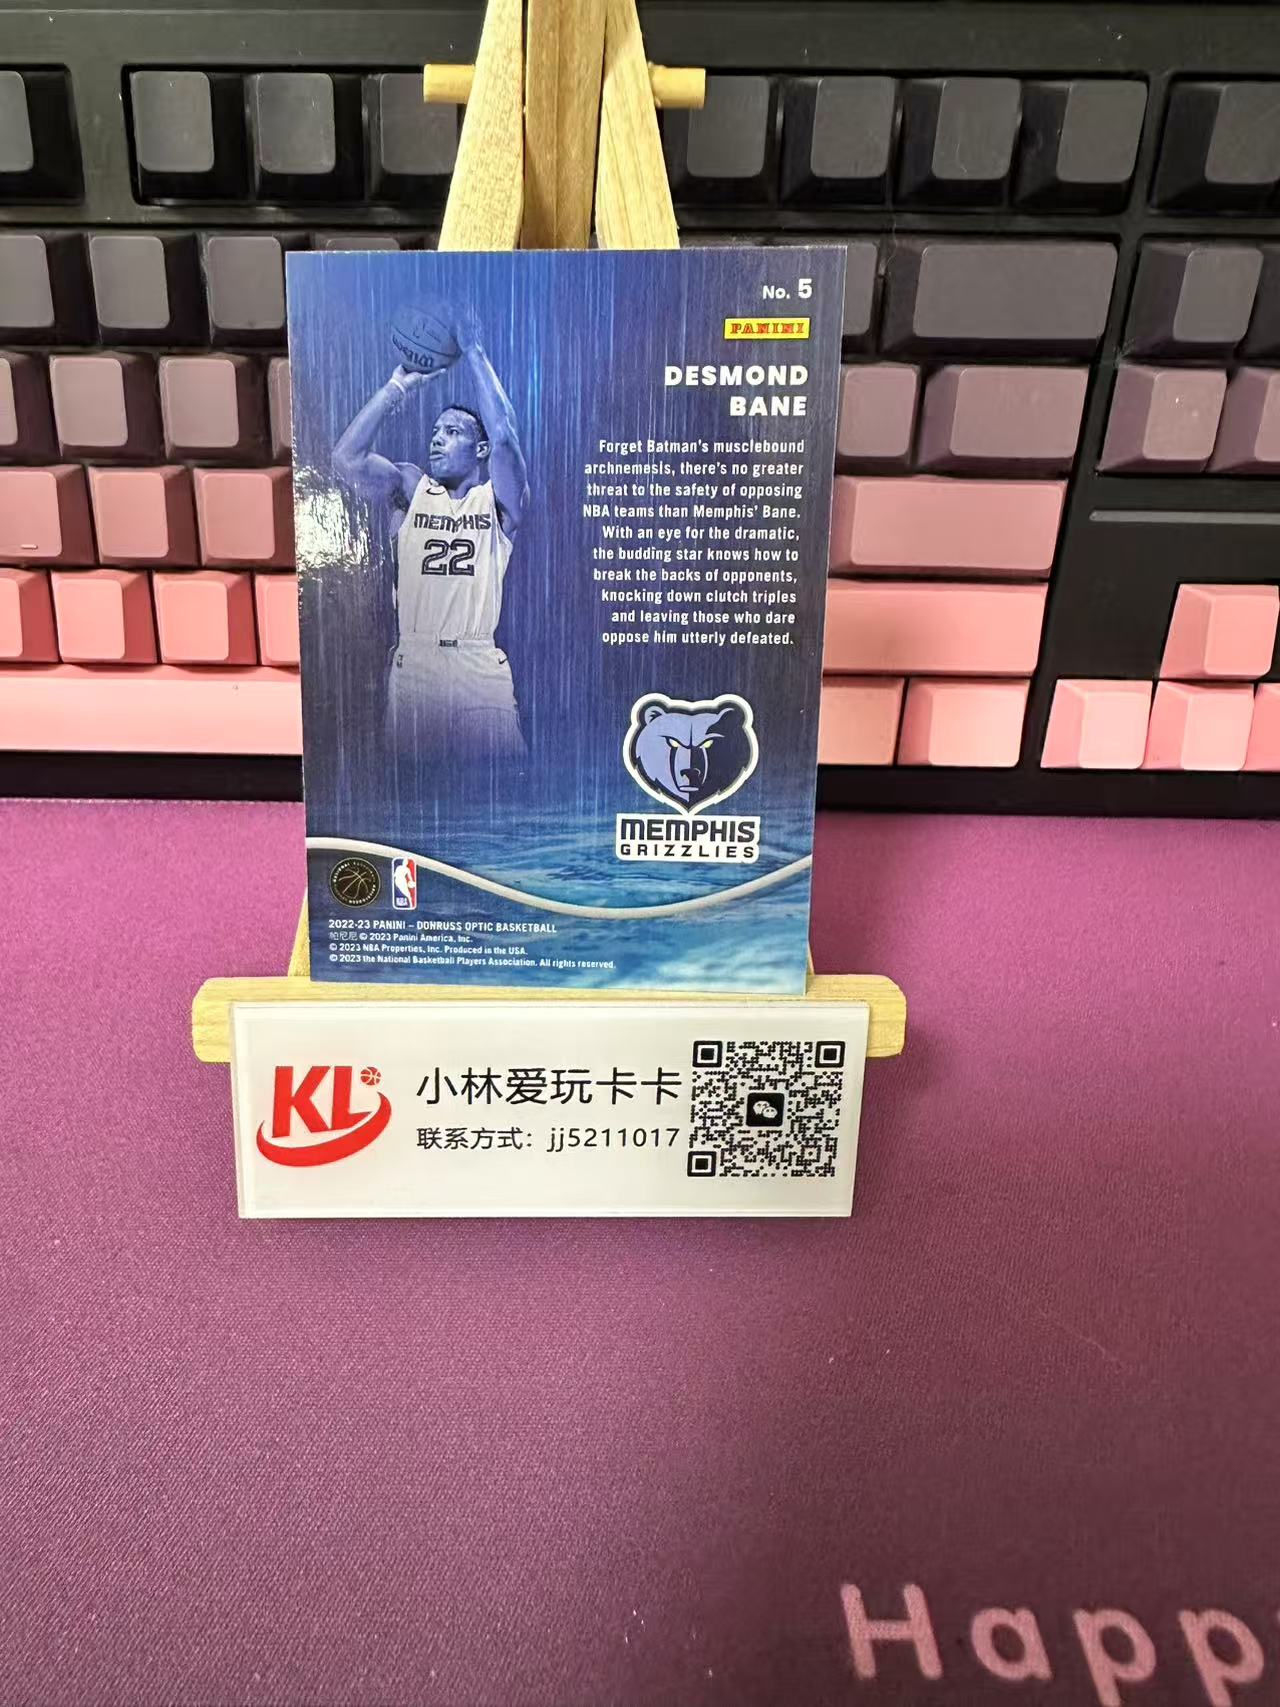 No. 5
PANINI
DESMOND
BANE
Forget Batman's musclebound
archnemesis, there's no greater
threat to the safety of opposing
NBA teams than Memphis' Bane.
With an eye for the dramatic,
the budding star knows how to
break the backs of opponents,
knocking down clutch triples
and leaving those who dare
oppose him utterly defeated.
Wilson
MEMPHIS
22
MEMPHIS
GRIZZLIES
NBA
2022-23 PANINI – DONRUSS OPTIC BASKETBALL
帕尼尼 © 2023 Panini America, Inc.
© 2023 NBA Properties, Inc. Produced in the USA.
© 2023 the National Basketball Players Association. All rights reserved.
KL
小林爱玩卡卡
联系方式：jj5211017
Happ